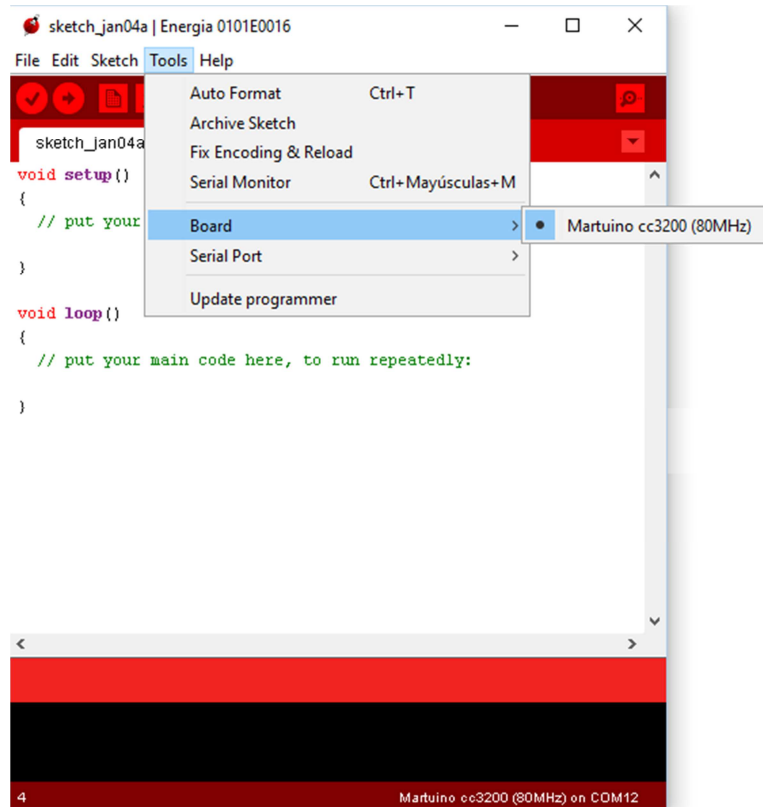 sketch_jan04a | Energia 0101E0016
File Edit Sketch Tools Help
Auto Format Ctrl+T
Archive Sketch
Fix Encoding & Reload
Serial Monitor Ctrl+Mayúsculas+M
Board
Martuino cc3200 (80MHz)
Serial Port
Update programmer
sketch_jan04a
void setup()
{
// put your
}
void loop()
{
// put your main code here, to run repeatedly:
}
4 Martuino cc3200 (80MHz) on COM12